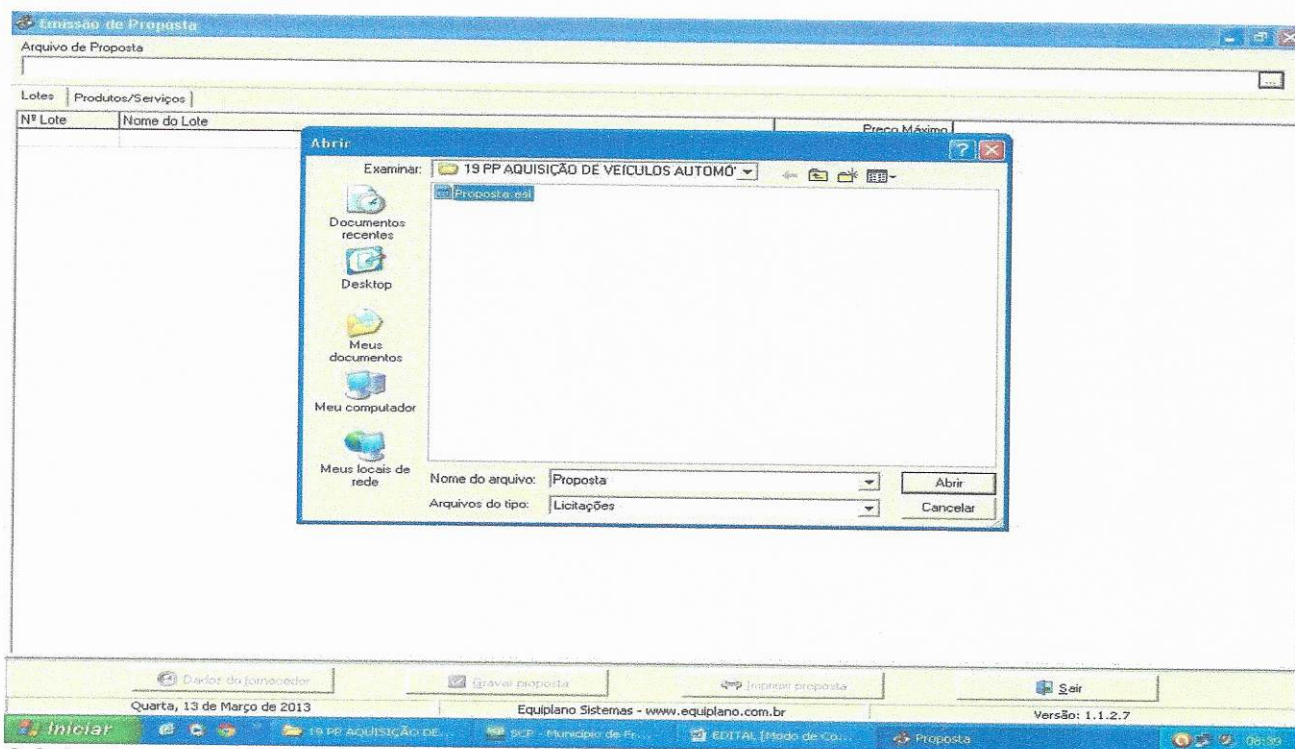 Emissão de Proposta
Arquivo de Proposta
...
Lotes Produtos/Serviços
Nº Lote Nome do Lote Preço Máximo
Abrir
Examinar: 19 PP AQUISIÇÃO DE VEÍCULOS AUTOMÓ
Proposta.esl
Documentos
recentes
Desktop
Meus
documentos
Meu computador
Meus locais de
rede
Nome do arquivo: Proposta Abrir
Arquivos do tipo: Licitações Cancelar
Dados do fornecedor Gravar proposta Imprimir proposta Sair
Quarta, 13 de Março de 2013 Equiplano Sistemas - www.equiplano.com.br Versão: 1.1.2.7
Iniciar 19 PP AQUISIÇÃO DE... SCP - Município de Fr... EDITAL [Modo de Co... Proposta 08:39